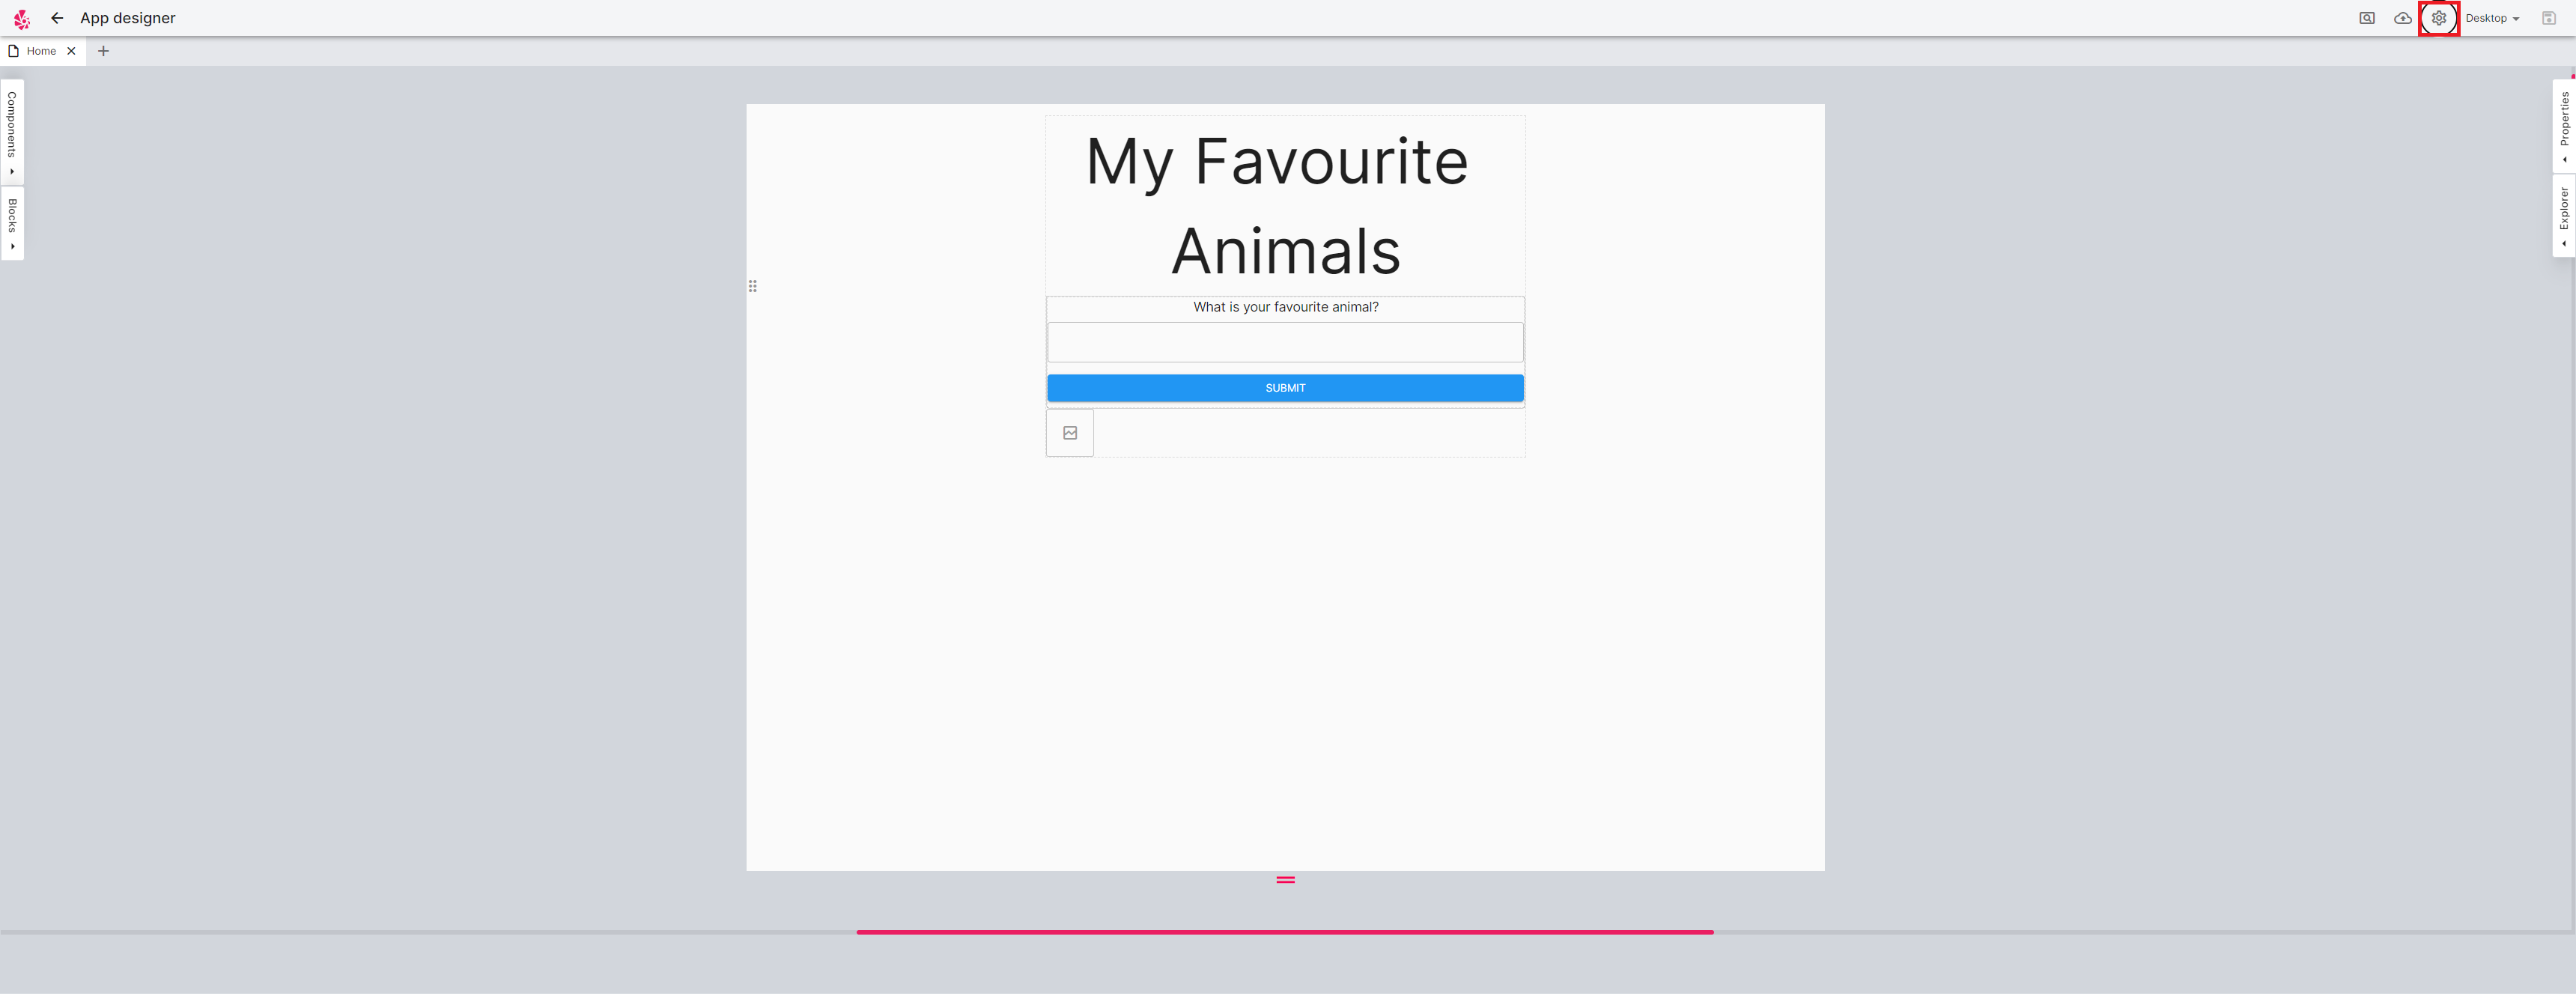 App designer
Desktop
Home
Components
Blocks
Properties
Explorer
My Favourite
Animals
What is your favourite animal?
SUBMIT